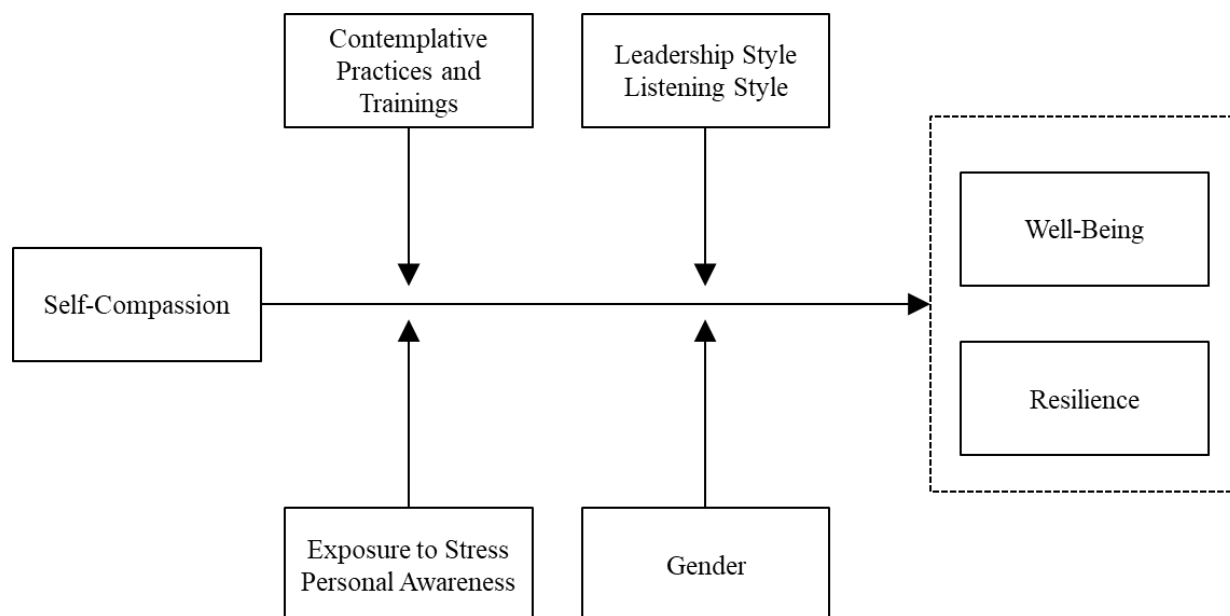 Contemplative
Practices and
Trainings
Leadership Style
Listening Style
Well-Being
Self-Compassion
Resilience
Exposure to Stress
Personal Awareness
Gender